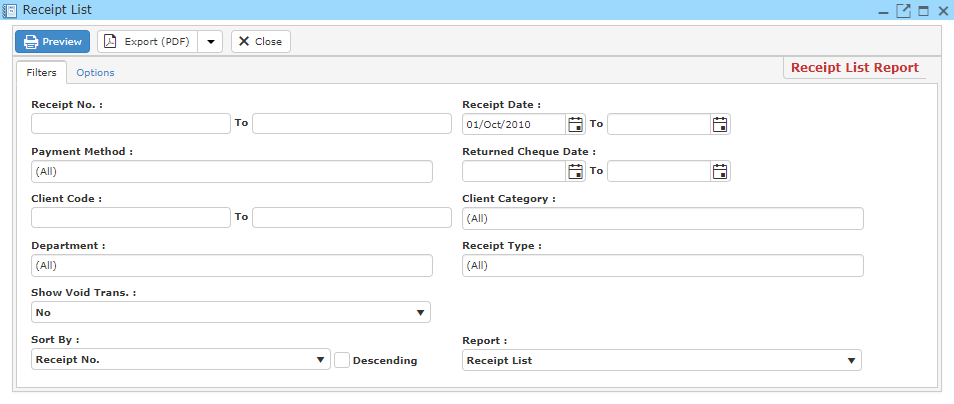 Receipt List
Preview Export (PDF) Close
Filters Options Receipt List Report
Receipt No. : Receipt Date :
To 01/Oct/2010 To
Payment Method : Returned Cheque Date :
(All) To
Client Code : Client Category :
To (All)
Department : Receipt Type :
(All) (All)
Show Void Trans. :
No
Sort By : Report :
Receipt No. Descending Receipt List